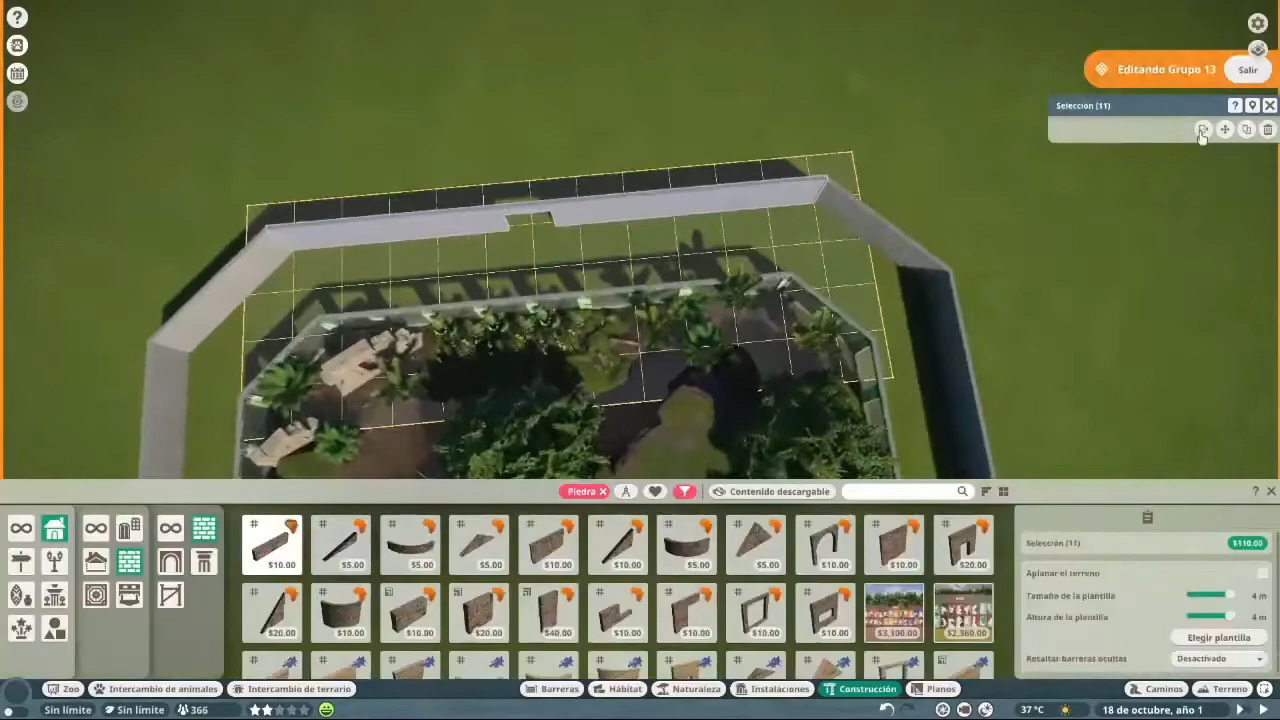 ?
Editando Grupo 13
Salir
Selección (11)
?
Piedra ×
Contenido descargable
?
$10.00 $5.00 $5.00 $5.00 $10.00 $10.00 $5.00 $5.00 $10.00 $10.00 $20.00
$20.00 $10.00 $10.00 $20.00 $40.00 $10.00 $10.00 $10.00 $10.00 $3,100.00 $2,360.00
Selección (11) $110.00
Aplanar el terreno
Tamaño de la plantilla 4 m
Altura de la plantilla 4 m
Elegir plantilla
Resaltar barreras ocultas Desactivado
Zoo Intercambio de animales Intercambio de terrario Barreras Hábitat Naturaleza Instalaciones Construcción Planos Caminos Terreno
Sin límite Sin límite 366 37 °C 18 de octubre, año 1